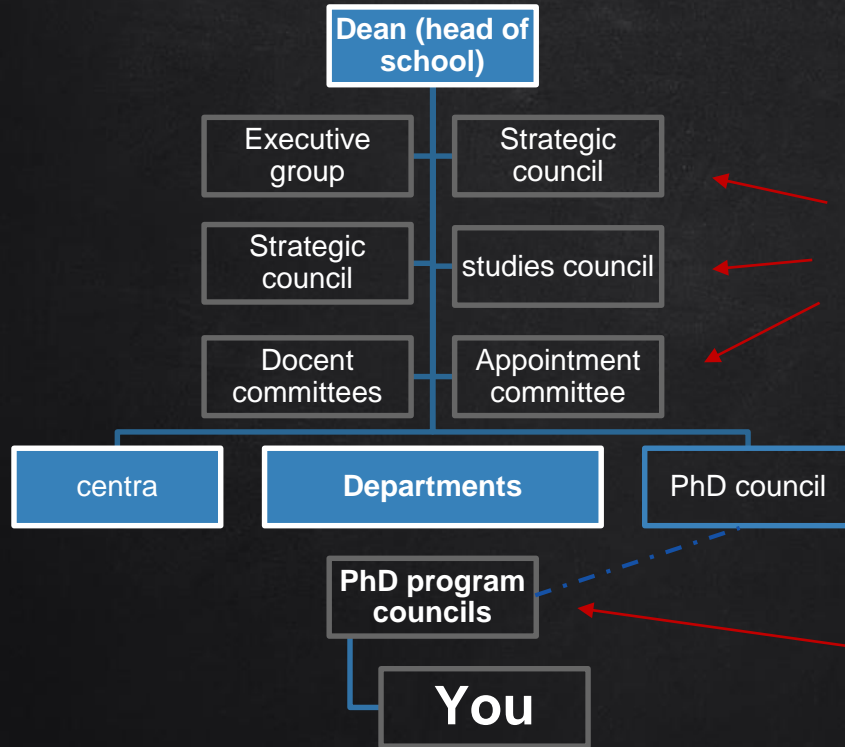 Dean (head of
school)
Executive
group
Strategic
council
Strategic
council
studies council
Docent
committees
Appointment
committee
centra
Departments
PhD council
PhD program
councils
You